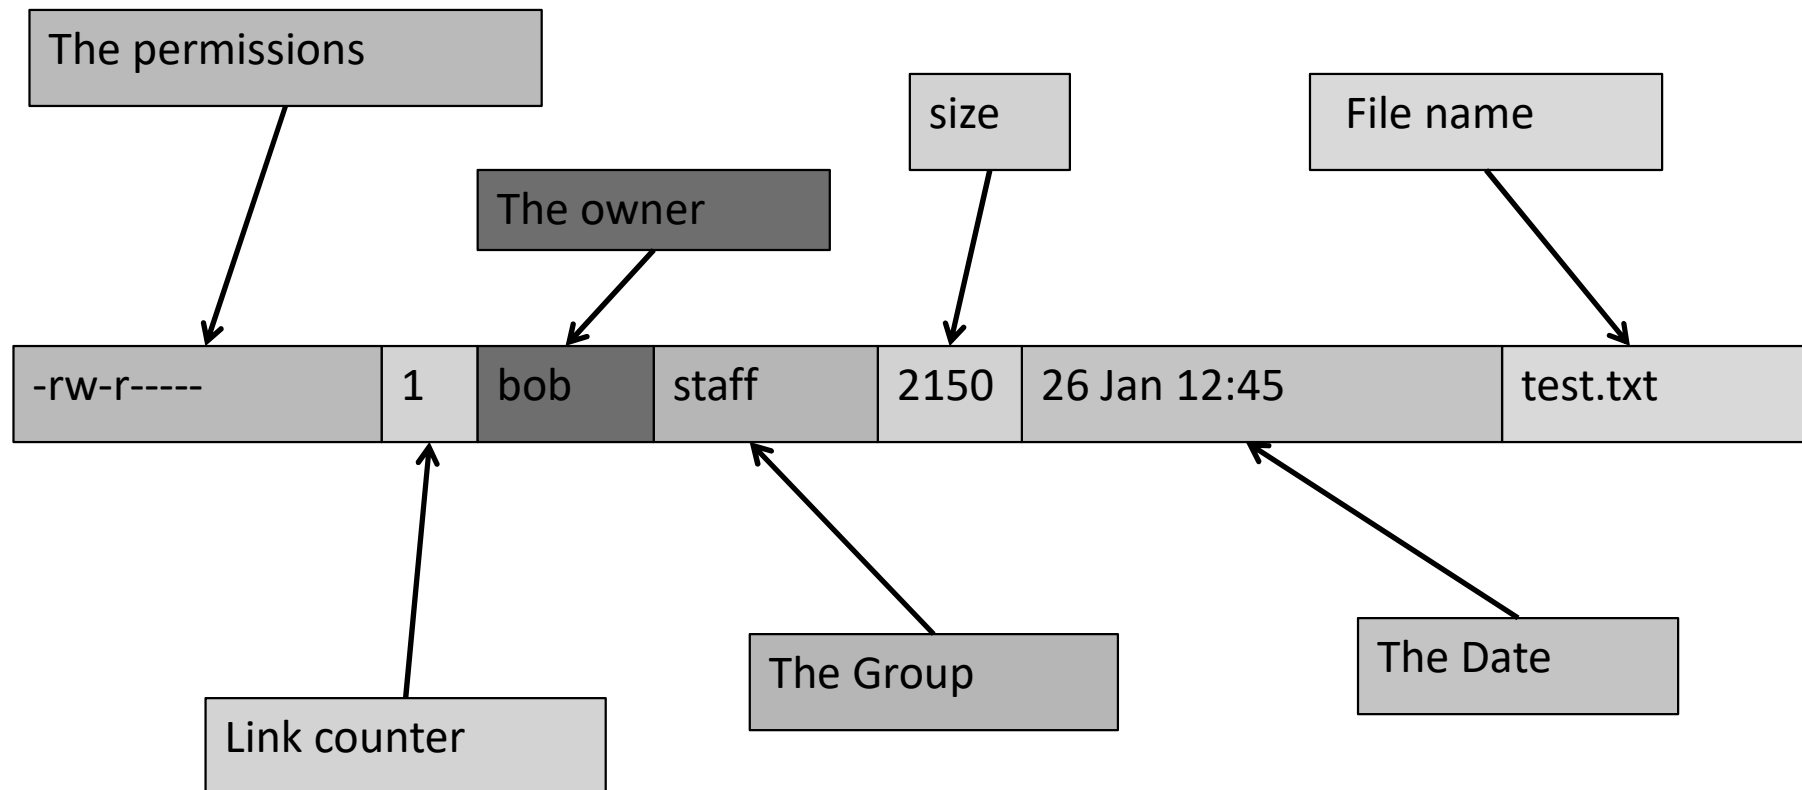 The permissions
size
File name
The owner
-rw-r----- 1 bob staff 2150 26 Jan 12:45 test.txt
The Group
The Date
Link counter